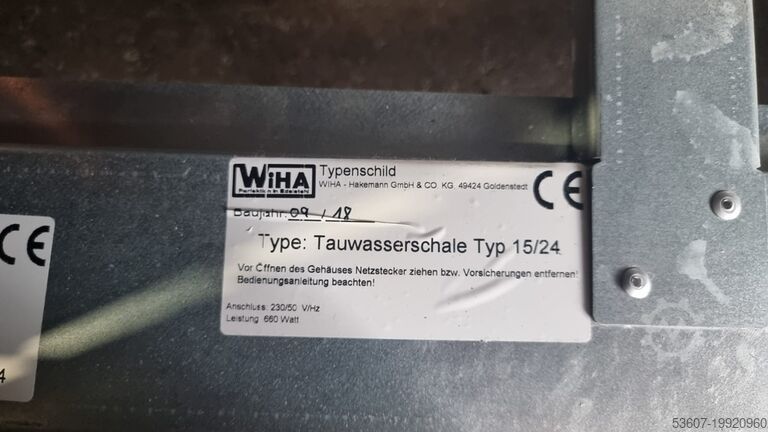 WiHA
Perfektion in Edelstahl
Typenschild
WIHA - Hakemann GmbH & CO. KG. 49424 Goldenstedt
CE
Baujahr: 09 / 18
Type: Tauwasserschale Typ 15/24
Vor Öffnen des Gehäuses Netzstecker ziehen bzw. Vorsicherungen entfernen!
Bedienungsanleitung beachten!
Anschluss: 230/50 V/Hz
Leistung 660 Watt
CE
4
53607-19920960